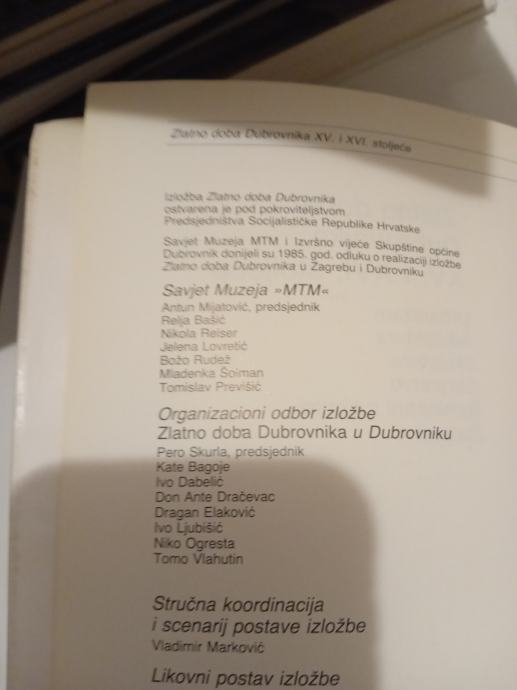 Zlatno doba Dubrovnika XV. i XVI. stoljeće
Izložba Zlatno doba Dubrovnika
ostvarena je pod pokroviteljstvom
Predsjedništva Socijalističke Republike Hrvatske
Savjet Muzeja MTM i Izvršno vijeće Skupštine općine
Dubrovnik donijeli su 1985. god. odluku o realizaciji izložbe
Zlatno doba Dubrovnika u Zagrebu i Dubrovniku
Savjet Muzeja »MTM«
Antun Mijatović, predsjednik
Relja Bašić
Nikola Reiser
Jelena Lovretić
Božo Rudež
Mladenka Šolman
Tomislav Previšić
Organizacioni odbor izložbe
Zlatno doba Dubrovnika u Dubrovniku
Pero Skurla, predsjednik
Kate Bagoje
Ivo Dabelić
Don Ante Dračevac
Dragan Elaković
Ivo Ljubišić
Niko Ogresta
Tomo Vlahutin
Stručna koordinacija
i scenarij postave izložbe
Vladimir Marković
Likovni postav izložbe